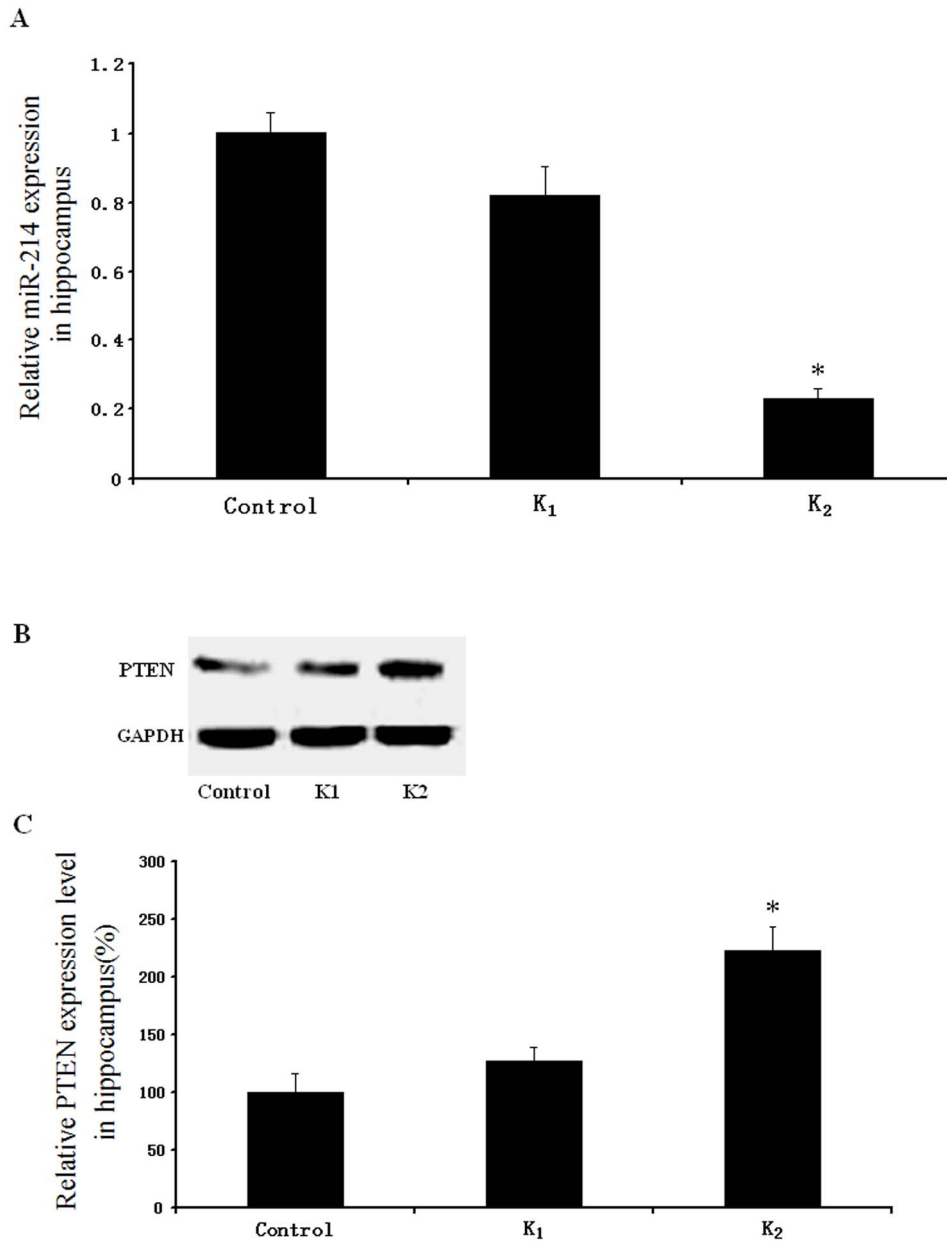 A
Relative miR-214 expression
in hippocampus
1.2
1
0.8
0.6
0.4
0.2
0
*
Control K₁ K₂
B
PTEN
GAPDH
Control K1 K2
C
Relative PTEN expression level
in hippocampus(%)
300
250
200
150
100
50
0
*
Control K₁ K₂